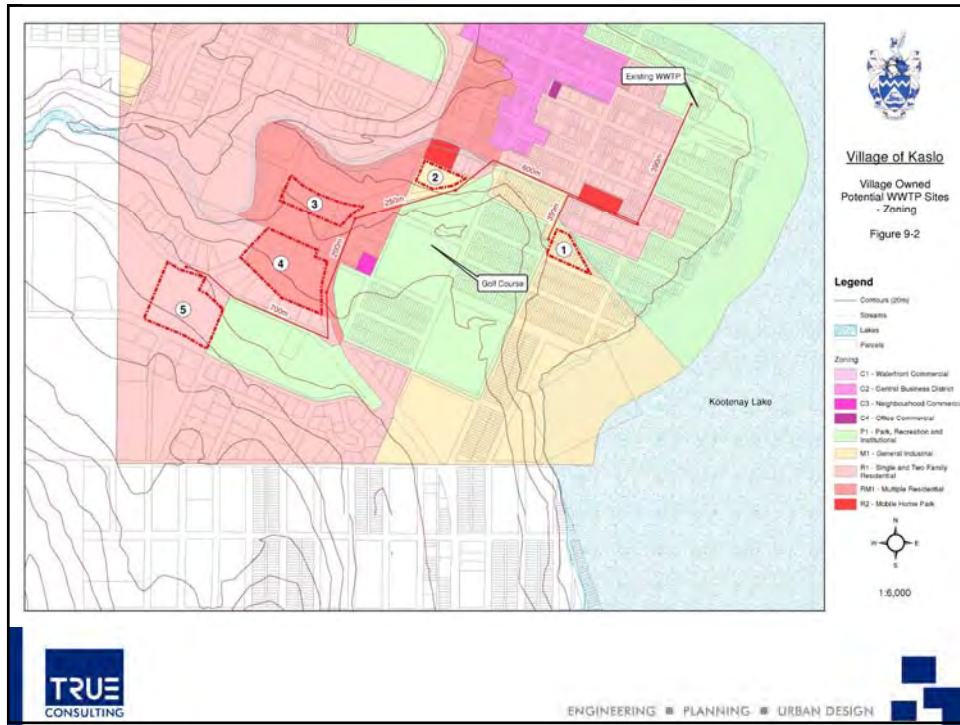 Existing WWTP
390m
600m
350m
2
250m
3
200m
1
4
Golf Course
5
700m
Kootenay Lake
Village of Kaslo
Village Owned
Potential WWTP Sites
- Zoning
Figure 9-2
Legend
Contours (20m)
Streams
Lakes
Parcels
Zoning
C1 - Waterfront Commercial
C2 - Central Business District
C3 - Neighbourhood Commerc
C4 - Office Commercial
P1 - Park, Recreation and
Institutional
M1 - General Industrial
R1 - Single and Two Family
Residential
RM1 - Multiple Residential
R2 - Mobile Home Park
N
W
E
S
1:6,000
TRUE
CONSULTING
ENGINEERING ■ PLANNING ■ URBAN DESIGN